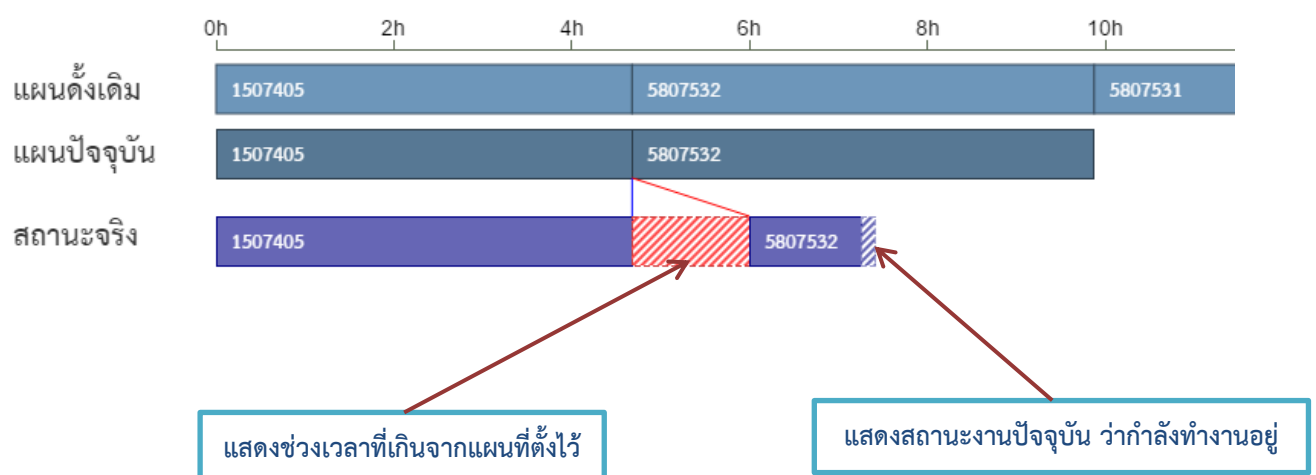 0h 2h 4h 6h 8h 10h
แผนดั้งเดิม 1507405 5807532 5807531
แผนปัจจุบัน 1507405 5807532
สถานะจริง 1507405 5807532
แสดงช่วงเวลาที่เกินจากแผนที่ตั้งไว้
แสดงสถานะงานปัจจุบัน ว่ากำลังทำงานอยู่